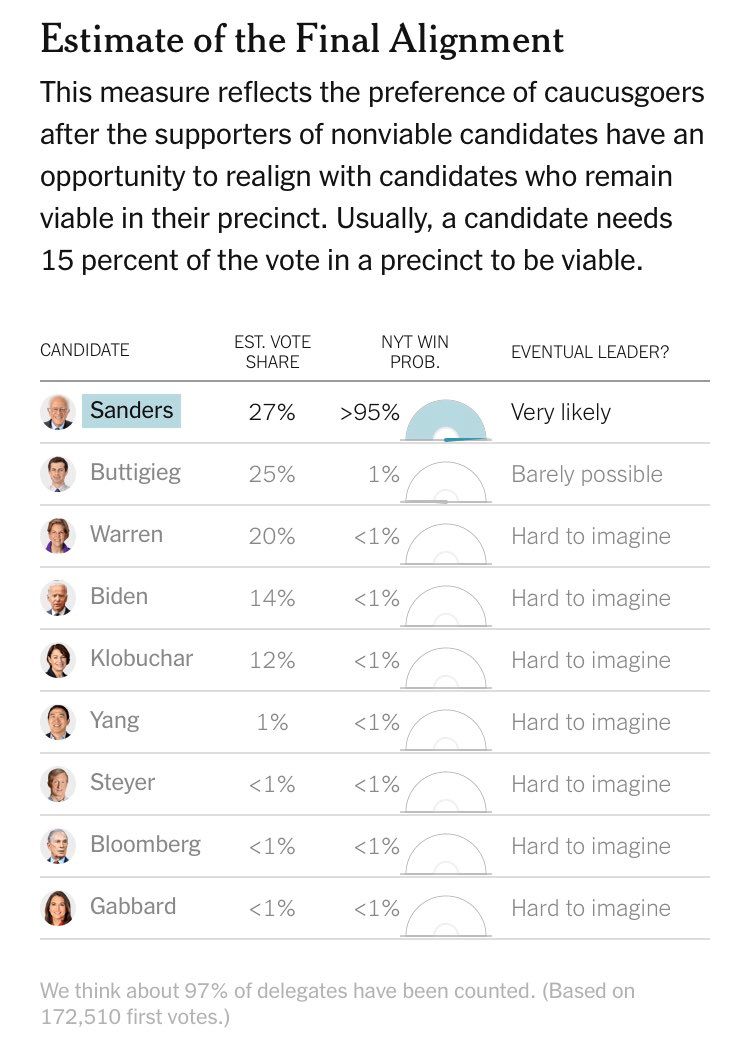 Estimate of the Final Alignment
This measure reflects the preference of caucusgoers
after the supporters of nonviable candidates have an
opportunity to realign with candidates who remain
viable in their precinct. Usually, a candidate needs
15 percent of the vote in a precinct to be viable.
CANDIDATE EST. VOTE SHARE NYT WIN PROB. EVENTUAL LEADER?
Sanders 27% >95% Very likely
Buttigieg 25% 1% Barely possible
Warren 20% <1% Hard to imagine
Biden 14% <1% Hard to imagine
Klobuchar 12% <1% Hard to imagine
Yang 1% <1% Hard to imagine
Steyer <1% <1% Hard to imagine
Bloomberg <1% <1% Hard to imagine
Gabbard <1% <1% Hard to imagine
We think about 97% of delegates have been counted. (Based on
172,510 first votes.)